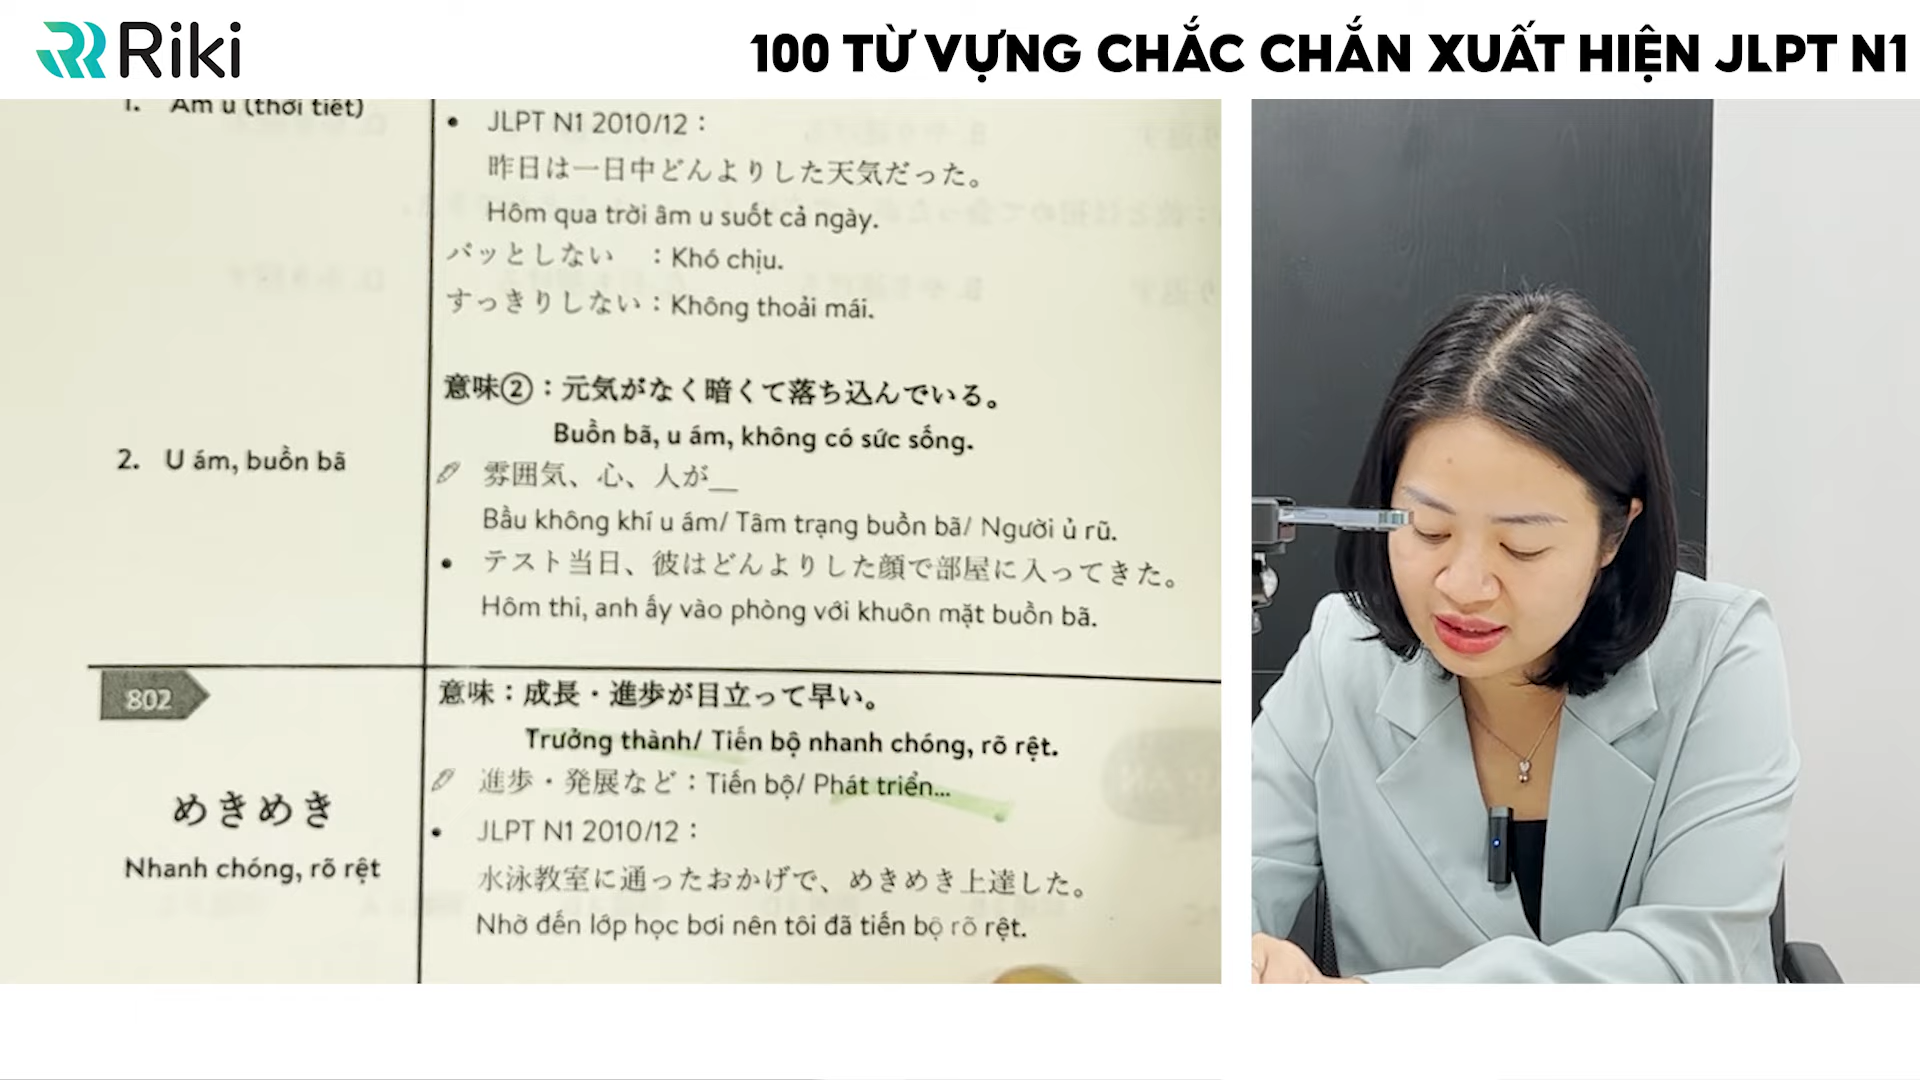 Riki
100 TỪ VỰNG CHẮC CHẮN XUẤT HIỆN JLPT N1
1. Âm u (thời tiết)
• JLPT N1 2010/12：
昨日は一日中どんよりした天気だった。
Hôm qua trời âm u suốt cả ngày.
パッとしない ：Khó chịu.
すっきりしない：Không thoải mái.
意味②：元気がなく暗くて落ち込んでいる。
Buồn bã, u ám, không có sức sống.
2. U ám, buồn bã
雰囲気、心、人が__
Bầu không khí u ám/ Tâm trạng buồn bã/ Người ủ rũ.
• テスト当日、彼はどんよりした顔で部屋に入ってきた。
Hôm thi, anh ấy vào phòng với khuôn mặt buồn bã.
802
めきめき
Nhanh chóng, rõ rệt
意味：成長・進歩が目立って早い。
Trưởng thành/ Tiến bộ nhanh chóng, rõ rệt.
進歩・発展など：Tiến bộ/ Phát triển...
• JLPT N1 2010/12：
水泳教室に通ったおかげで、めきめき上達した。
Nhờ đến lớp học bơi nên tôi đã tiến bộ rõ rệt.